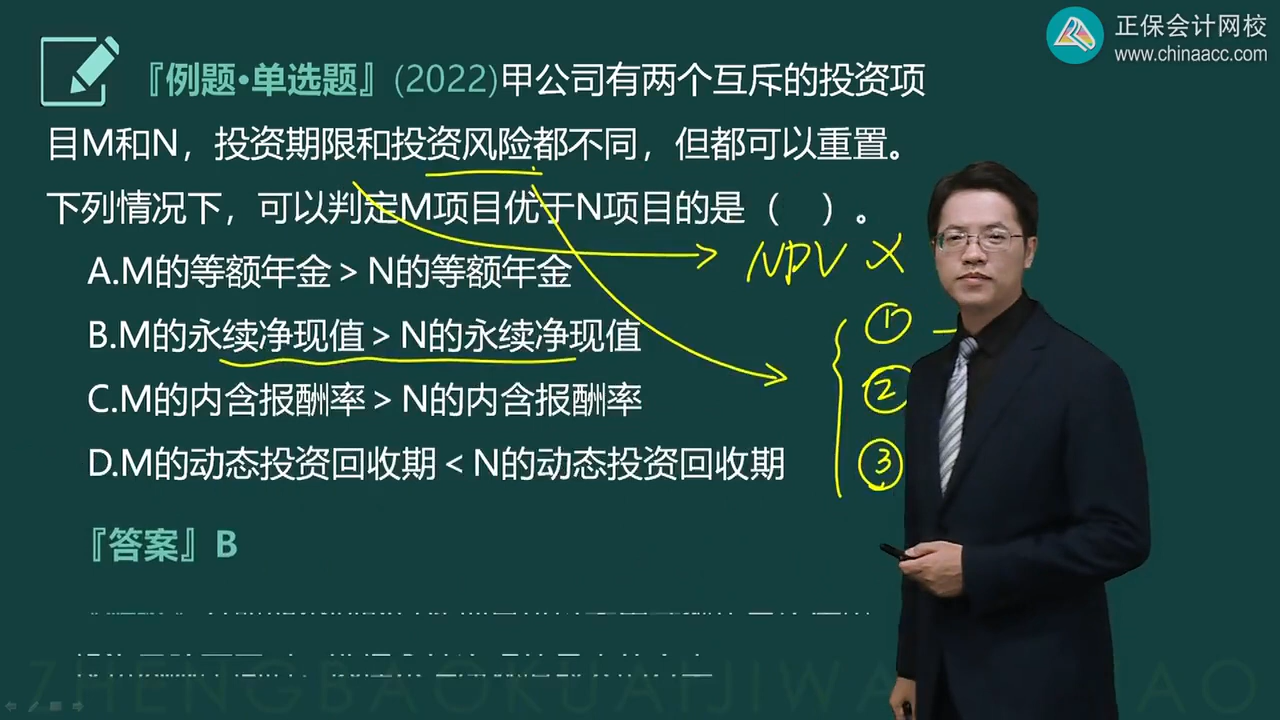 正保会计网校
www.chinaacc.com
『例题·单选题』(2022)甲公司有两个互斥的投资项
目M和N，投资期限和投资风险都不同，但都可以重置。
下列情况下，可以判定M项目优于N项目的是（ ）。
A.M的等额年金＞N的等额年金
NPV X
B.M的永续净现值＞N的永续净现值
①
C.M的内含报酬率＞N的内含报酬率
②
D.M的动态投资回收期＜N的动态投资回收期
③
『答案』B